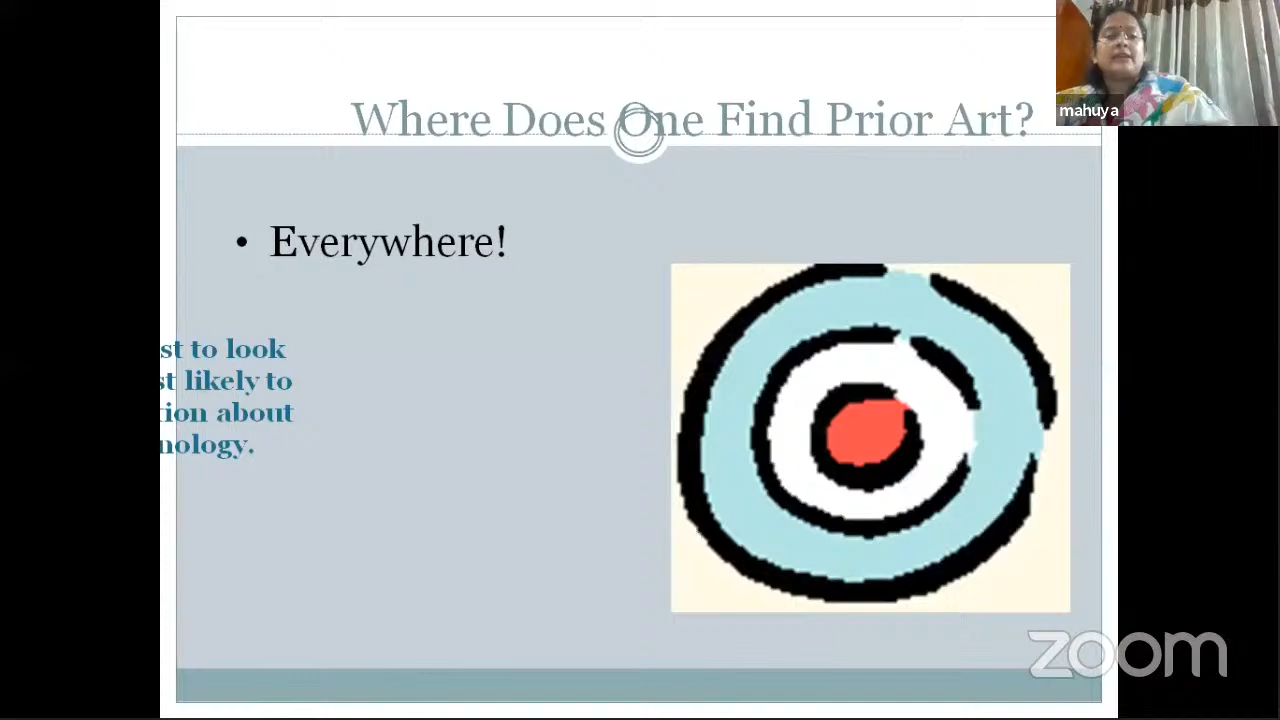 Where Does One Find Prior Art?
mahuya
• Everywhere!
st to look
st likely to
tion about
nology.
zoom